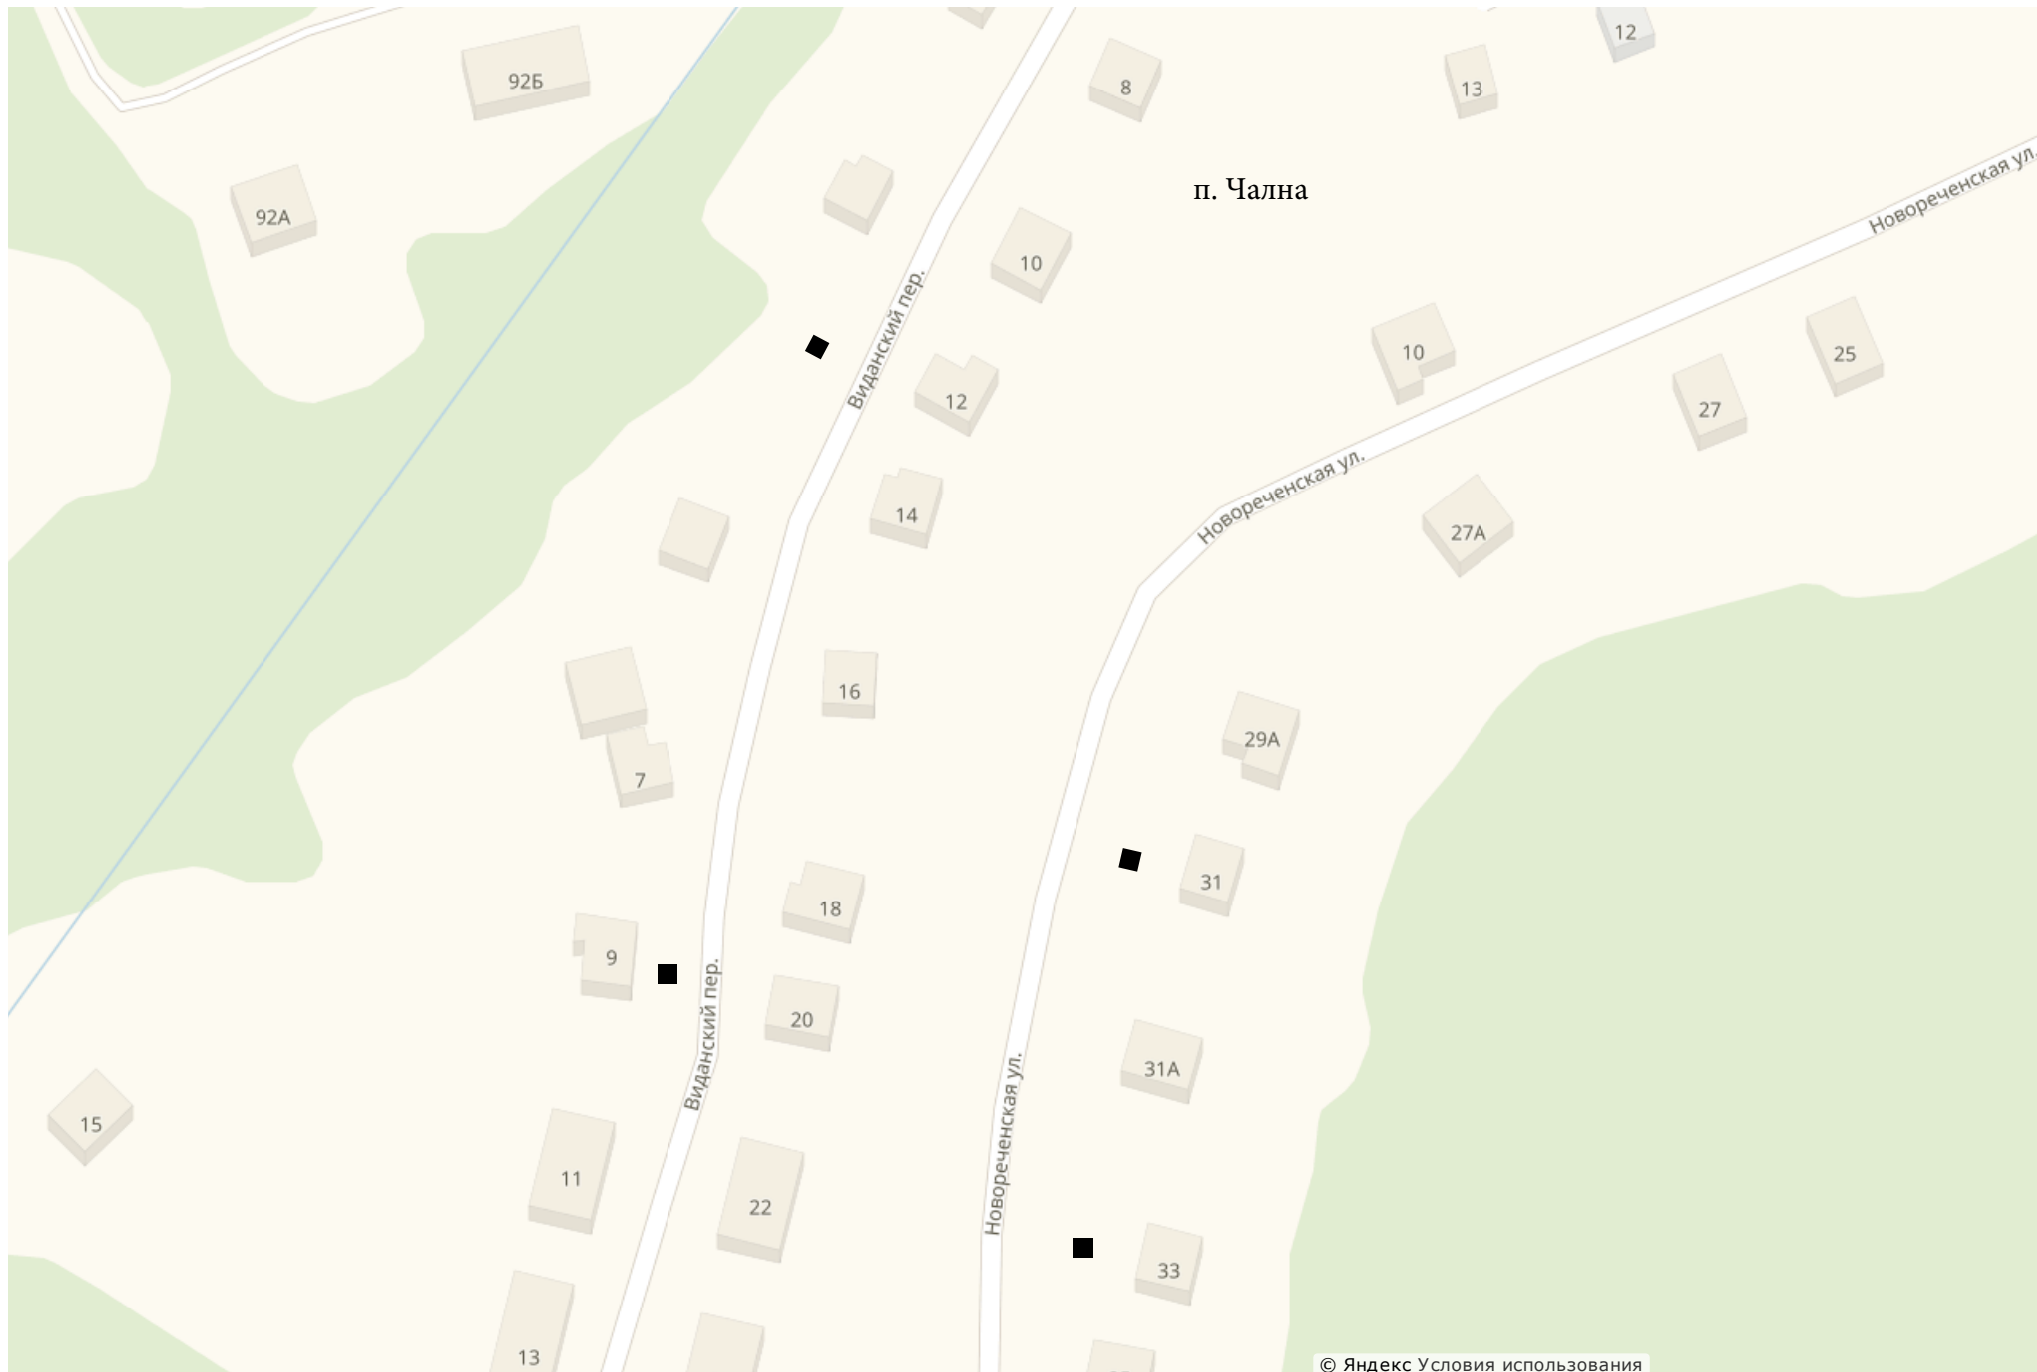 12
92Б
8
13
Новореченская ул.
п. Чална
92А
10
Виданский пер.
10
25
12
27
Новореченская ул.
14
27А
16
29А
7
31
18
9
20
Виданский пер.
31А
15
Новореченская ул.
11
22
33
13
© Яндекс Условия использования